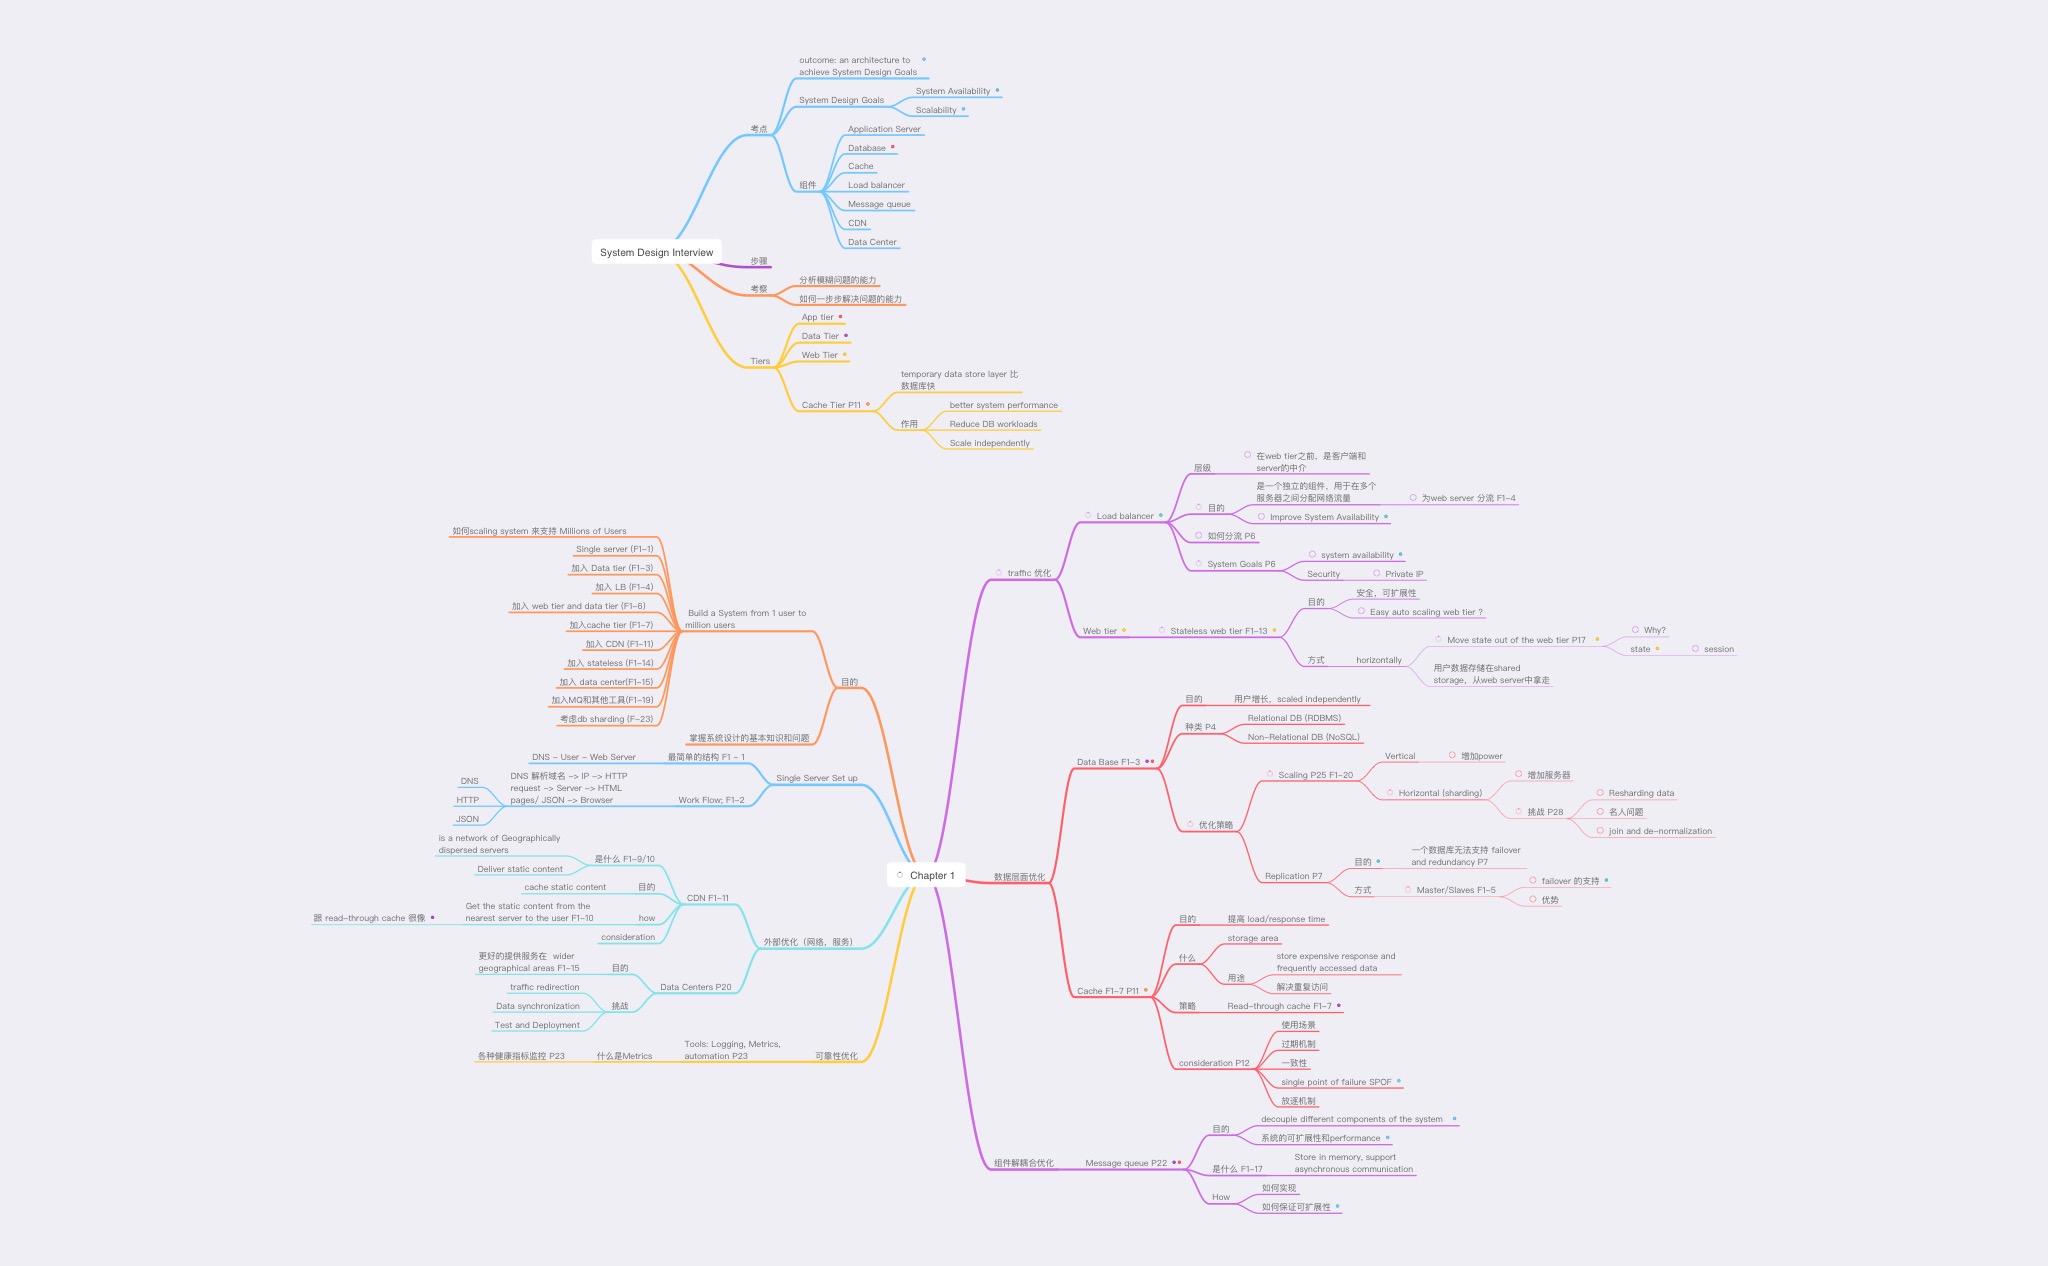 System Design Interview
考点
outcome: an architecture to
achieve System Design Goals
System Design Goals
System Availability
Scalability
组件
Application Server
Database
Cache
Load balancer
Message queue
CDN
Data Center
步骤
考察
分析模糊问题的能力
如何一步步解决问题的能力
Tiers
App tier
Data Tier
Web Tier
Cache Tier P11
temporary data store layer 比
数据库快
作用
better system performance
Reduce DB workloads
Scale independently
Chapter 1
目的
Build a System from 1 user to
million users
如何scaling system 来支持 Millions of Users
Single server (F1-1)
加入 Data tier (F1-3)
加入 LB (F1-4)
加入 web tier and data tier (F1-6)
加入cache tier (F1-7)
加入 CDN (F1-11)
加入 stateless (F1-14)
加入 data center(F1-15)
加入MQ和其他工具(F1-19)
考虑db sharding (F-23)
掌握系统设计的基本知识和问题
Single Server Set up
最简单的结构 F1 - 1
DNS - User - Web Server
Work Flow; F1-2
DNS 解析域名 -> IP -> HTTP
request -> Server -> HTML
pages/ JSON -> Browser
DNS
HTTP
JSON
外部优化（网络，服务）
CDN F1-11
是什么 F1-9/10
is a network of Geographically
dispersed servers
Deliver static content
目的
cache static content
how
Get the static content from the
nearest server to the user F1-10
跟 read-through cache 很像
consideration
Data Centers P20
目的
更好的提供服务在 wider
geographical areas F1-15
挑战
traffic redirection
Data synchronization
Test and Deployment
可靠性优化
Tools: Logging, Metrics,
automation P23
什么是Metrics
各种健康指标监控 P23
traffic 优化
Load balancer
层级
在web tier之前，是客户端和
server的中介
目的
是一个独立的组件，用于在多个
服务器之间分配网络流量
为web server 分流 F1-4
Improve System Availability
如何分流 P6
System Goals P6
system availability
Security
Private IP
Web tier
Stateless web tier F1-13
目的
安全，可扩展性
Easy auto scaling web tier ?
方式
horizontally
Move state out of the web tier P17
Why?
state
session
用户数据存储在shared
storage，从web server中拿走
数据层面优化
Data Base F1-3
目的
用户增长，scaled independently
种类 P4
Relational DB (RDBMS)
Non-Relational DB (NoSQL)
优化策略
Scaling P25 F1-20
Vertical
增加power
Horizontal (sharding)
增加服务器
挑战 P28
Resharding data
名人问题
join and de-normalization
Replication P7
目的
一个数据库无法支持 failover
and redundancy P7
方式
Master/Slaves F1-5
failover 的支持
优势
Cache F1-7 P11
目的
提高 load/response time
什么
storage area
用途
store expensive response and
frequently accessed data
解决重复访问
策略
Read-through cache F1-7
consideration P12
使用场景
过期机制
一致性
single point of failure SPOF
放逐机制
组件解耦合优化
Message queue P22
目的
decouple different components of the system
系统的可扩展性和performance
是什么 F1-17
Store in memory, support
asynchronous communication
How
如何实现
如何保证可扩展性